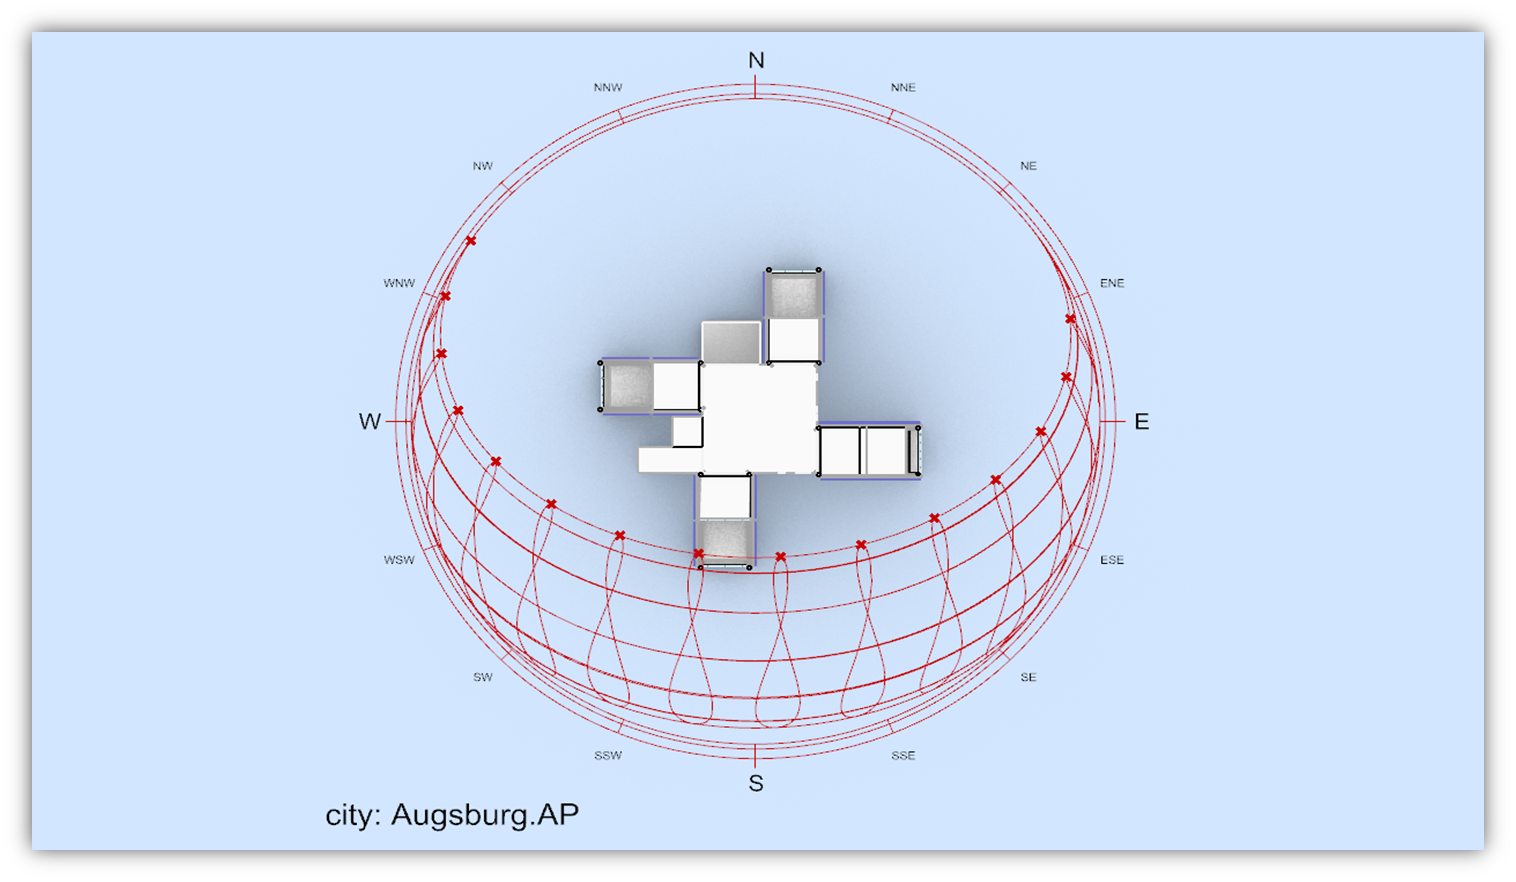 N
NNW NNE
NW NE
WNW ENE
W E
WSW ESE
SW SE
SSW SSE
S
city: Augsburg.AP